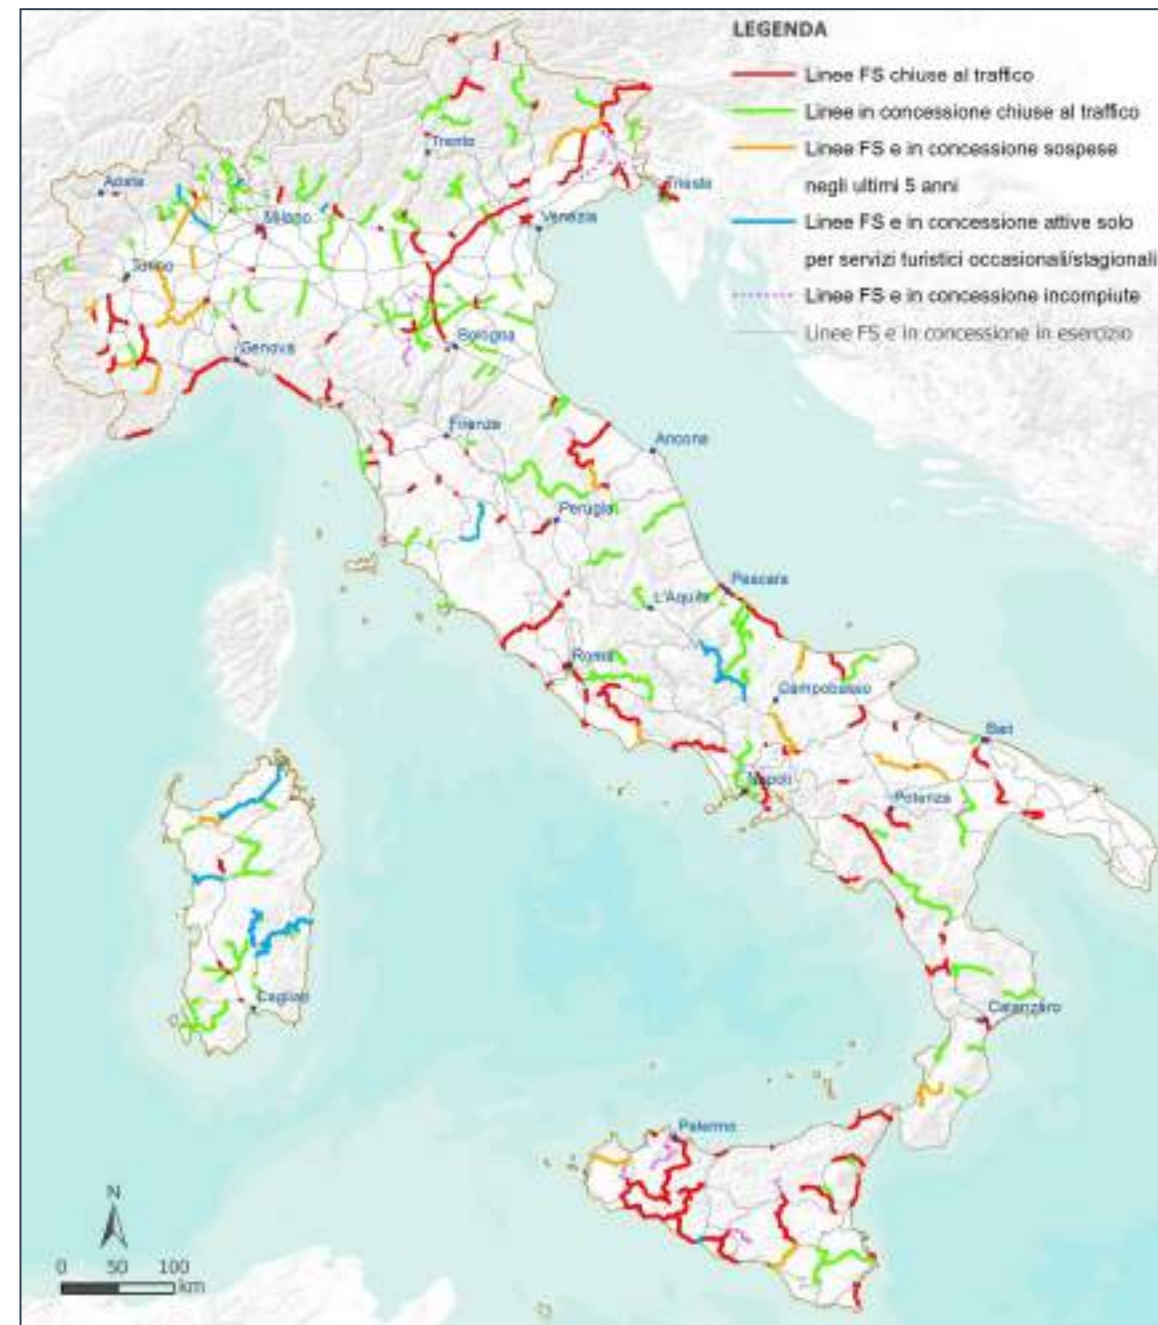 LEGENDA
Linee FS chiuse al traffico
Linee in concessione chiuse al traffico
Linee FS e in concessione sospese
negli ultimi 5 anni
Linee FS e in concessione attive solo
per servizi turistici occasionali/stagionali
Linee FS e in concessione incompiute
Linee FS e in concessione in esercizio
Trento
Aosta
Trieste
Milano
Venezia
Torino
Bologna
Genova
Firenze
Ancona
Perugia
Pescara
L'Aquila
Roma
Campobasso
Bari
Napoli
Potenza
Cagliari
Catanzaro
Palermo
N
0 50 100
km